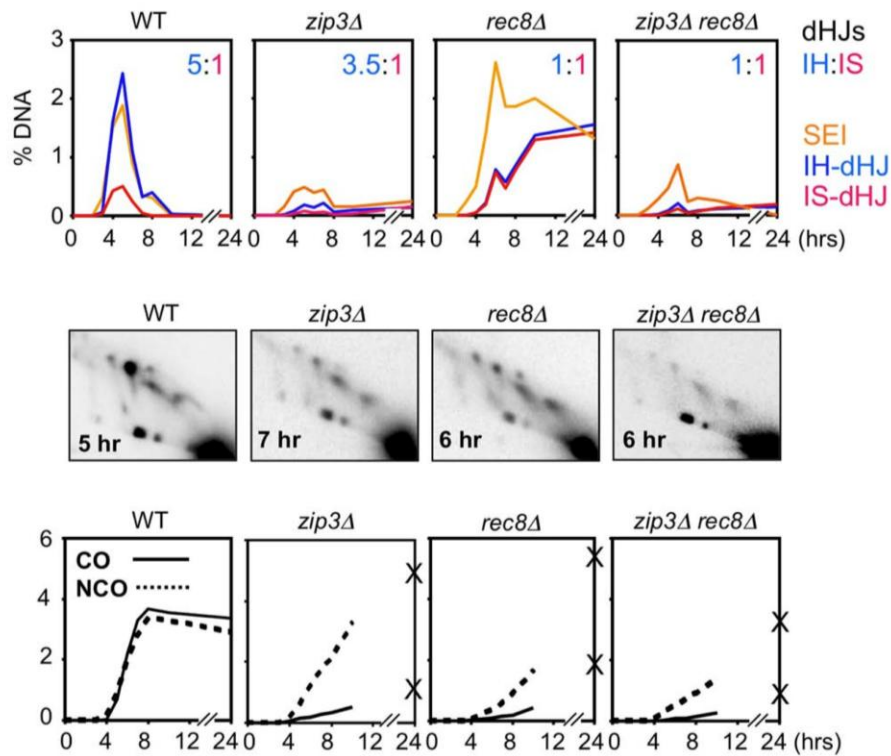 WT zip3Δ rec8Δ zip3Δ rec8Δ
3 2 1 0
% DNA
5:1 3.5:1 1:1 1:1
dHJs
IH:IS
SEI
IH-dHJ
IS-dHJ
0 4 8 12 24 0 4 8 12 24 0 8 24 0 4 8 12 24 (hrs)
WT zip3Δ rec8Δ zip3Δ rec8Δ
5 hr 7 hr 6 hr 6 hr
WT zip3Δ rec8Δ zip3Δ rec8Δ
6 4 2 0
CO
NCO
0 4 8 12 24 0 4 8 12 24 0 4 8 12 24 0 4 8 12 24 (hrs)